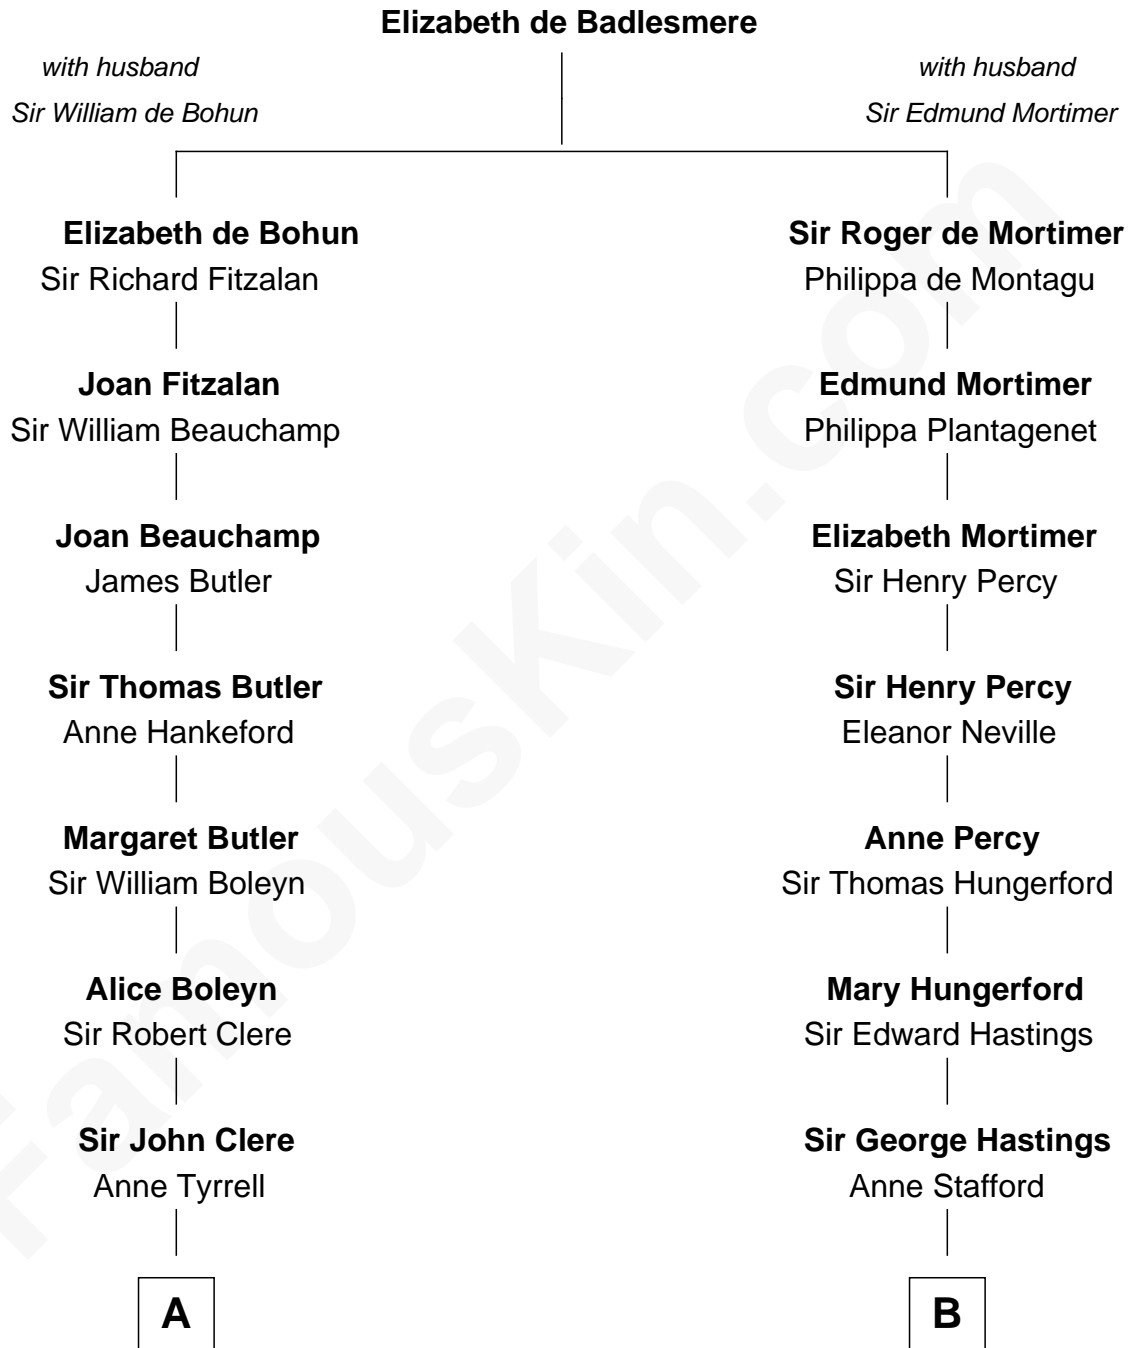 Elizabeth de Badlesmere
with husband
Sir William de Bohun
with husband
Sir Edmund Mortimer
Elizabeth de Bohun
Sir Richard Fitzalan
Sir Roger de Mortimer
Philippa de Montagu
Joan Fitzalan
Sir William Beauchamp
Edmund Mortimer
Philippa Plantagenet
Joan Beauchamp
James Butler
Elizabeth Mortimer
Sir Henry Percy
Sir Thomas Butler
Anne Hankeford
Sir Henry Percy
Eleanor Neville
Margaret Butler
Sir William Boleyn
Anne Percy
Sir Thomas Hungerford
Alice Boleyn
Sir Robert Clere
Mary Hungerford
Sir Edward Hastings
Sir John Clere
Anne Tyrrell
Sir George Hastings
Anne Stafford
A
B
FamousKin.com